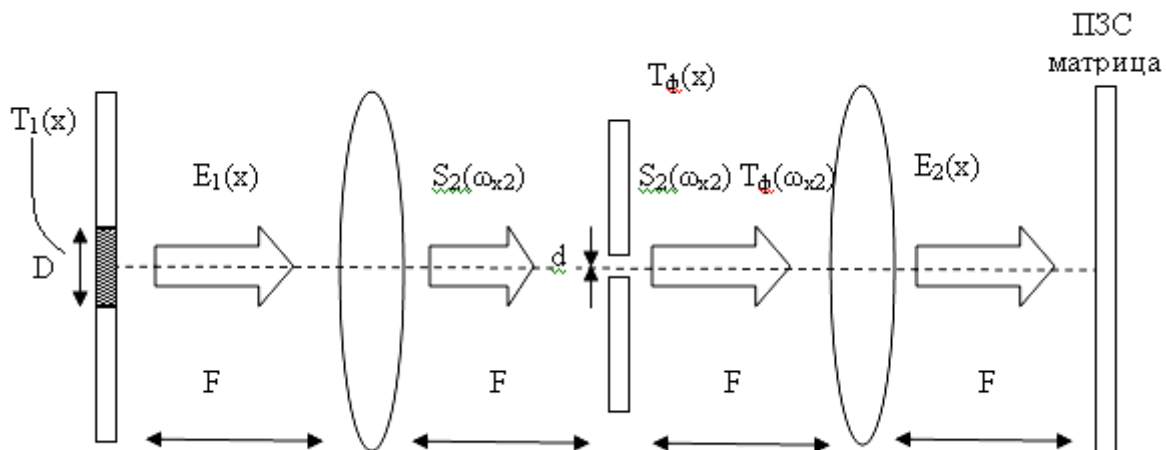 ПЗС
матрица
Tф(x)
T1(x)
E1(x)
S2(ωx2)
S2(ωx2) Tф(ωx2)
E2(x)
D
d
F
F
F
F